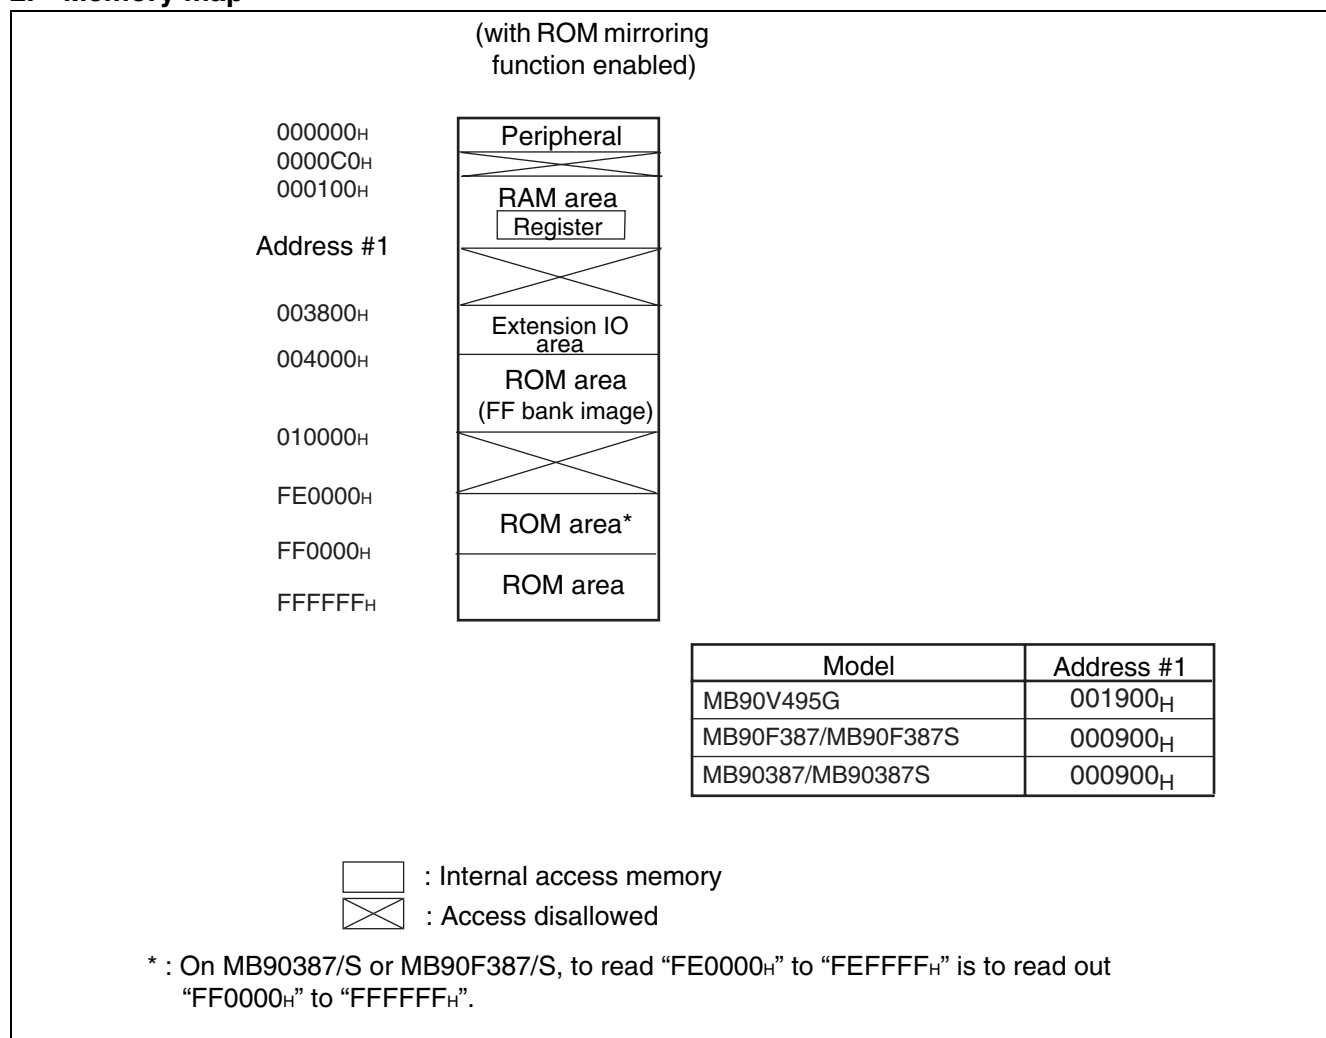 2. Memory Map
(with ROM mirroring
function enabled)
000000H
Peripheral
0000C0H
000100H
RAM area
Register
Address #1
003800H
Extension IO
area
004000H
ROM area
(FF bank image)
010000H
FE0000H
ROM area*
FF0000H
ROM area
FFFFFFH
Model Address #1
MB90V495G 001900H
MB90F387/MB90F387S 000900H
MB90387/MB90387S 000900H
: Internal access memory
: Access disallowed
* : On MB90387/S or MB90F387/S, to read “FE0000H” to “FEFFFFH” is to read out
“FF0000H” to “FFFFFFH”.